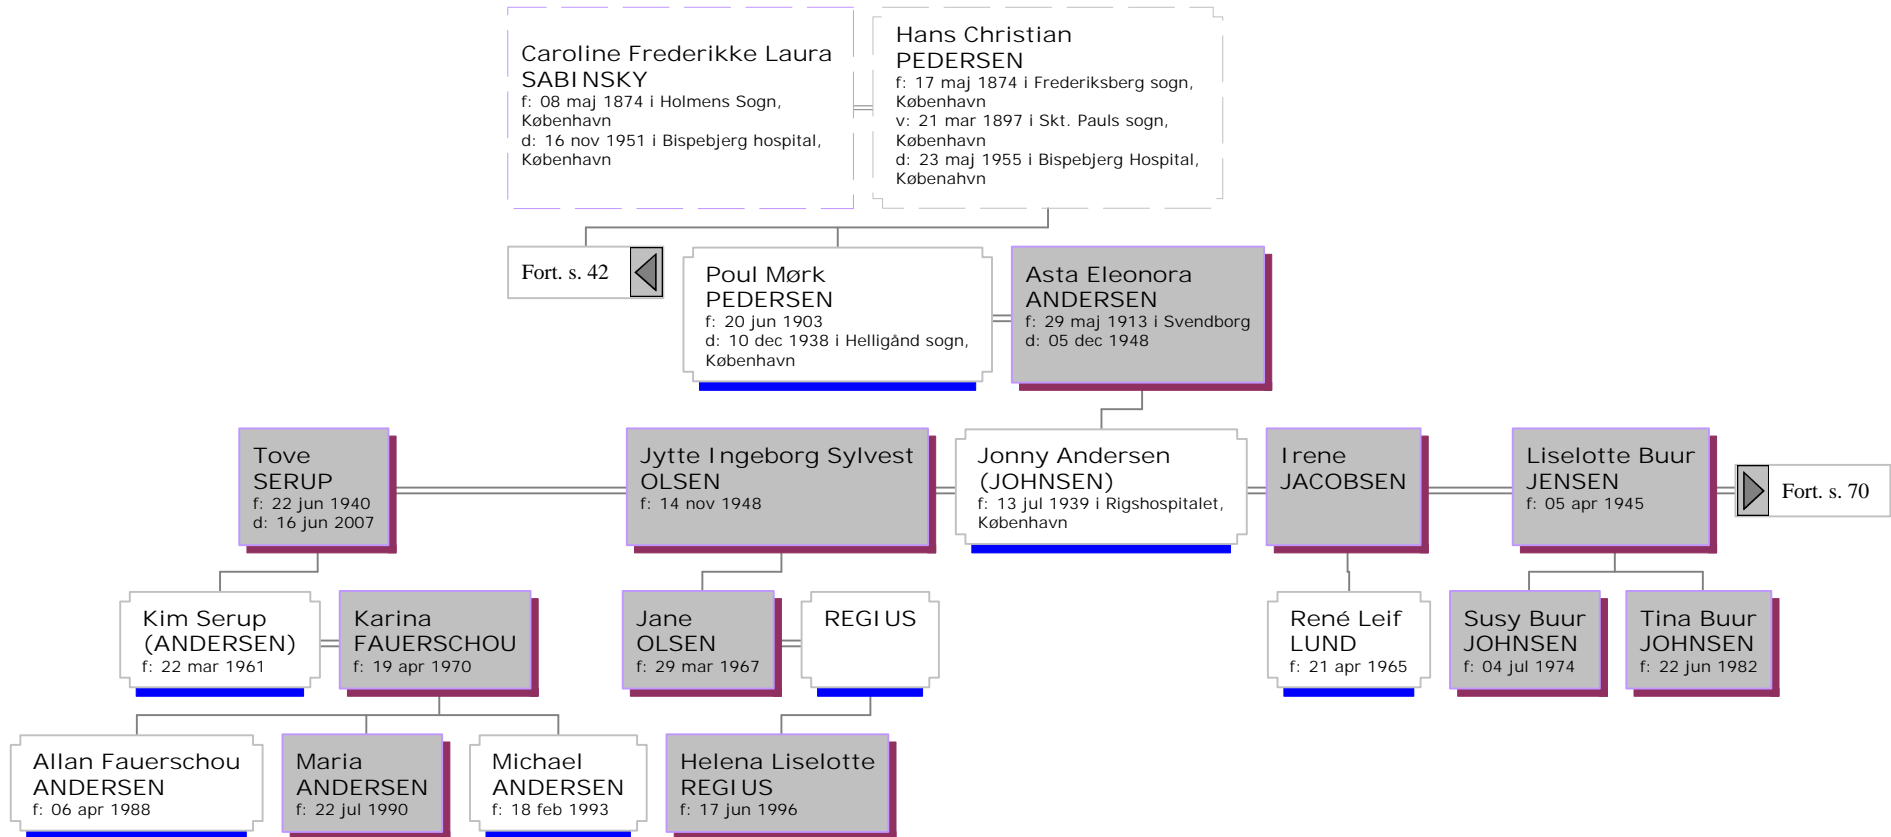 Caroline Frederikke Laura
SABINSKY
f: 08 maj 1874 i Holmens Sogn,
København
d: 16 nov 1951 i Bispebjerg hospital,
København
Hans Christian
PEDERSEN
f: 17 maj 1874 i Frederiksberg sogn,
København
v: 21 mar 1897 i Skt. Pauls sogn,
København
d: 23 maj 1955 i Bispebjerg Hospital,
Købenahvn
Fort. s. 42
Poul Mørk
PEDERSEN
f: 20 jun 1903
d: 10 dec 1938 i Helligånd sogn,
København
Asta Eleonora
ANDERSEN
f: 29 maj 1913 i Svendborg
d: 05 dec 1948
Tove
SERUP
f: 22 jun 1940
d: 16 jun 2007
Jytte Ingeborg Sylvest
OLSEN
f: 14 nov 1948
Jonny Andersen
(JOHNSEN)
f: 13 jul 1939 i Rigshospitalet,
København
Irene
JACOBSEN
Liselotte Buur
JENSEN
f: 05 apr 1945
Fort. s. 70
Kim Serup
(ANDERSEN)
f: 22 mar 1961
Karina
FAUERSCHOU
f: 19 apr 1970
Jane
OLSEN
f: 29 mar 1967
REGIUS
René Leif
LUND
f: 21 apr 1965
Susy Buur
JOHNSEN
f: 04 jul 1974
Tina Buur
JOHNSEN
f: 22 jun 1982
Allan Fauerschou
ANDERSEN
f: 06 apr 1988
Maria
ANDERSEN
f: 22 jul 1990
Michael
ANDERSEN
f: 18 feb 1993
Helena Liselotte
REGIUS
f: 17 jun 1996